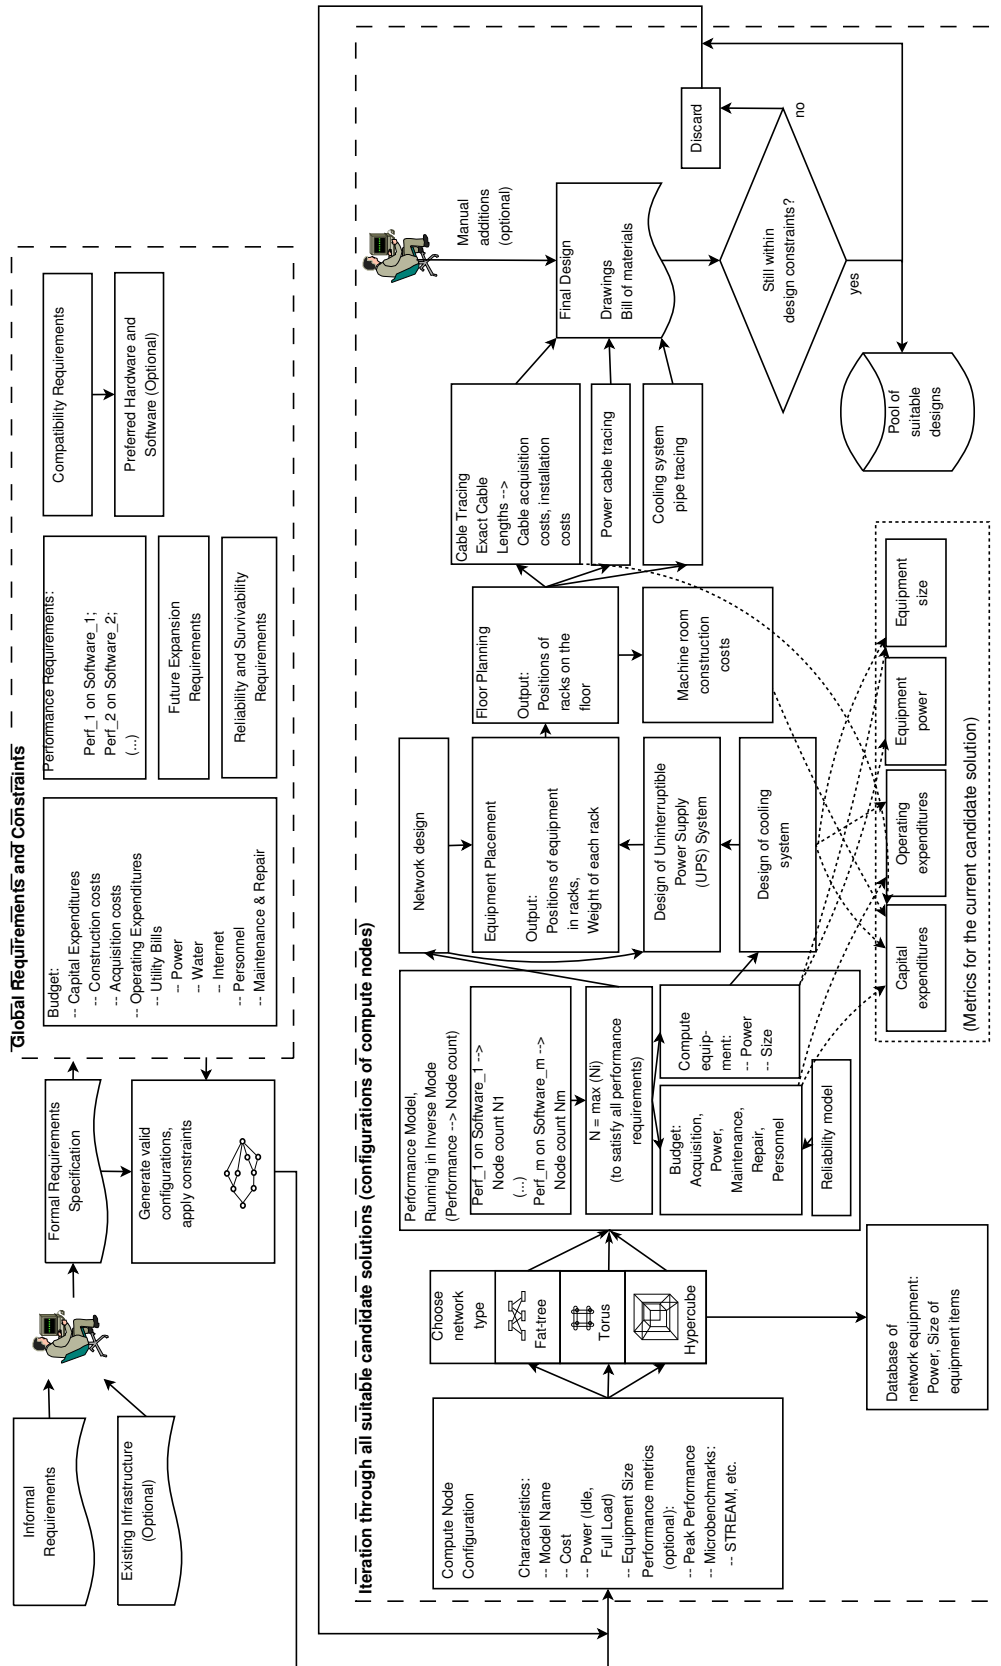 Informal
Requirements
Existing Infrastructure
(Optional)
Formal Requirements
Specification
Generate valid
configurations,
apply constraints
Global Requirements and Constraints
Budget:
-- Capital Expenditures
-- Construction costs
-- Acquisition costs
-- Operating Expenditures
-- Utility Bills
-- Power
-- Water
-- Internet
-- Personnel
-- Maintenance & Repair
Performance Requirements:
Perf_1 on Software_1;
Perf_2 on Software_2;
(...)
Future Expansion
Requirements
Reliability and Survivability
Requirements
Compatibility Requirements
Preferred Hardware and
Software (Optional)
Iteration through all suitable candidate solutions (configurations of compute nodes)
Compute Node
Configuration
Characteristics:
-- Model Name
-- Cost
-- Power (Idle,
Full Load)
-- Equipment Size
Performance metrics
(optional):
-- Peak Performance
-- Microbenchmarks:
-- STREAM, etc.
Choose
network
type
Fat-tree
Torus
Hypercube
Database of
network equipment:
Power, Size of
equipment items
Performance Model,
Running in Inverse Mode
(Performance --> Node count)
Perf_1 on Software_1 -->
Node count N1
(...)
Perf_m on Software_m -->
Node count Nm
N = max (Ni)
(to satisfy all performance
requirements)
Budget:
Acquisition,
Power,
Maintenance,
Repair,
Personnel
Compute
equip-
ment:
-- Power
-- Size
Reliability model
Network design
Equipment Placement
Output:
Positions of equipment
in racks,
Weight of each rack
Design of Uninterruptible
Power Supply
(UPS) System
Design of cooling
system
Floor Planning
Output:
Positions of
racks on the
floor
Machine room
construction
costs
Cable Tracing
Exact Cable
Lengths -->
Cable acquisition
costs, installation
costs
Power cable tracing
Cooling system
pipe tracing
Capital
expenditures
Operating
expenditures
Equipment
power
Equipment
size
(Metrics for the current candidate solution)
Manual
additions
(optional)
Final Design
Drawings
Bill of materials
Still within
design constraints?
no
yes
Discard
Pool of
suitable
designs